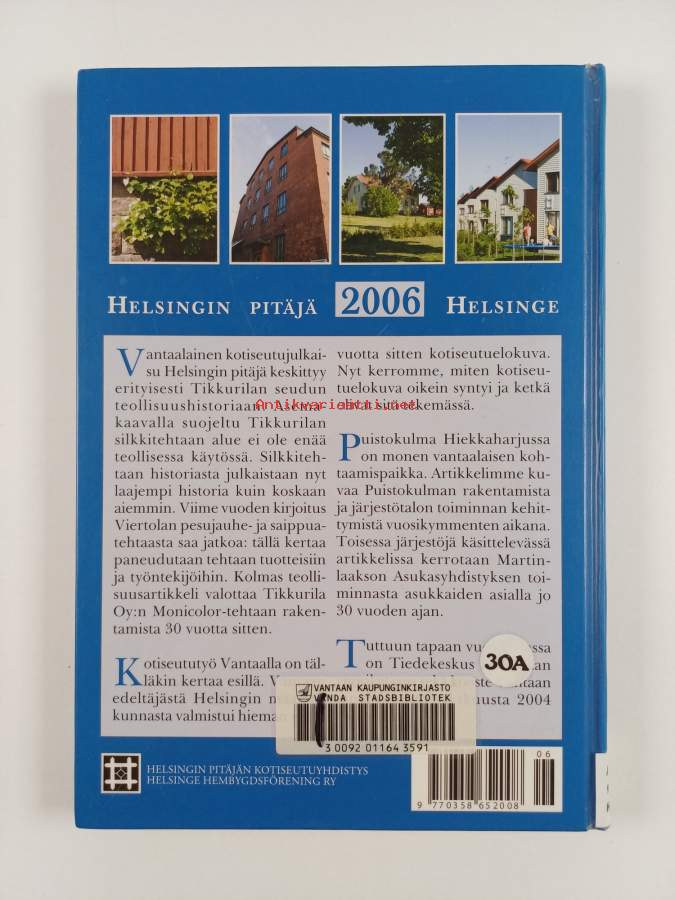 HELSINGIN PITÄJÄ 2006 HELSINGE
Vantaalainen kotiseutujulkai-
su Helsingin pitäjä keskittyy
erityisesti Tikkurilan seudun
teollisuushistoriaan. Asema-
kaavalla suojeltu Tikkurilan
silkkitehtaan alue ei ole enää
teollisessa käytössä. Silkkiteh-
taan historiasta julkaistaan nyt
laajempi historia kuin koskaan
aiemmin. Viime vuoden kirjoitus
Viertolan pesujauhe- ja saippua-
tehtaasta saa jatkoa: tällä kertaa
paneudutaan tehtaan tuotteisiin
ja työntekijöihin. Kolmas teolli-
suusartikkeli valottaa Tikkurila
Oy:n Monicolor-tehtaan raken-
tamista 30 vuotta sitten.
Kotiseututyö Vantaalla on täl-
läkin kertaa esillä.
edeltäjästä Helsingin
kunnasta valmistui hieman
vuotta sitten kotiseutuelokuva.
Nyt kerromme, miten kotiseu-
tuelokuva oikein syntyi ja ketkä
olivat sitä tekemässä.
Puistokulma Hiekkaharjussa
on monen vantaalaisen koh-
taamispaikka. Artikkelimme ku-
vaa Puistokulman rakentamista
ja järjestötalon toiminnan kehit-
tymistä vuosikymmenten aikana.
Toisessa järjestöjä käsittelevässä
artikkelissa kerrotaan Martin-
laakson Asukasyhdistyksen toi-
minnasta asukkaiden asialla jo
30 vuoden ajan.
Tuttuun tapaan
on Tiedekeskus
2004
Antikvariaatti.net
30A
VANTAAN KAUPUNGINKIRJASTO
VANDA STADSBIBLIOTEK
3 0092 01164 3591
HELSINGIN PITÄJÄN KOTISEUTUYHDISTYS
HELSINGE HEMBYGDSFÖRENING RY
06
9 770358 652008